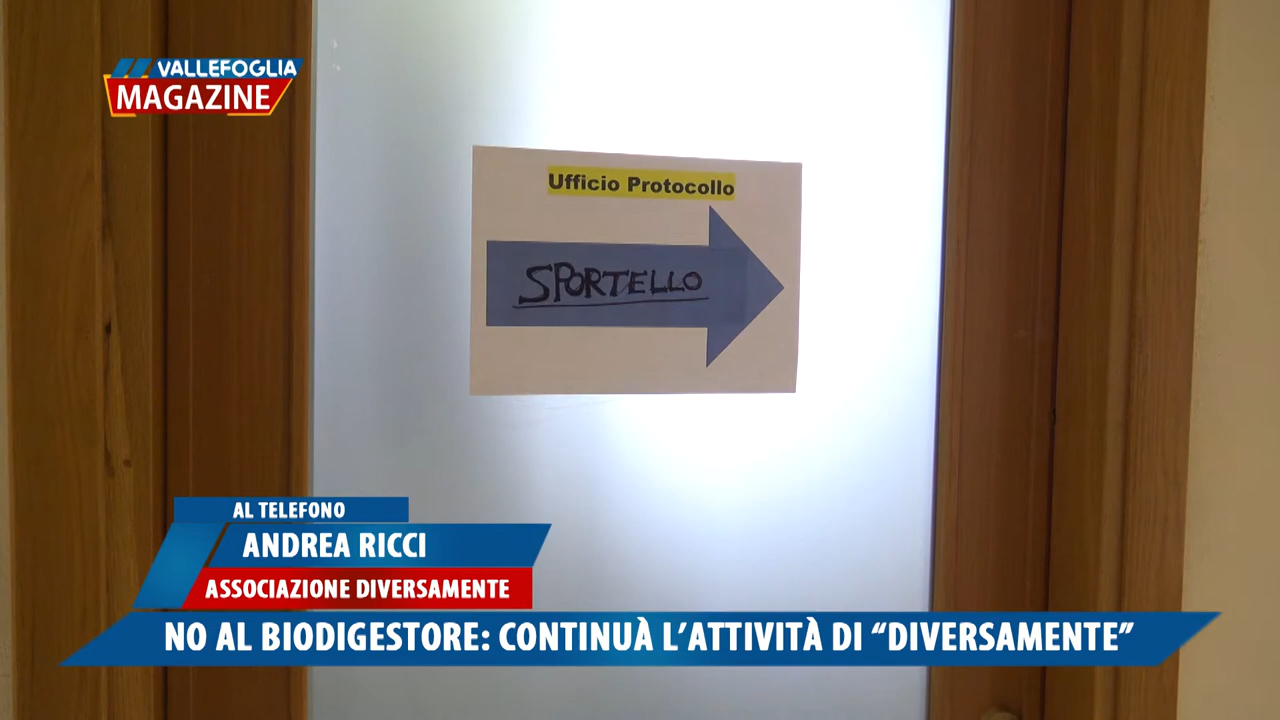 VALLEFOGLIA
MAGAZINE
Ufficio Protocollo
SPORTELLO
AL TELEFONO
ANDREA RICCI
ASSOCIAZIONE DIVERSAMENTE
NO AL BIODIGESTORE: CONTINUÀ L'ATTIVITÀ DI “DIVERSAMENTE”